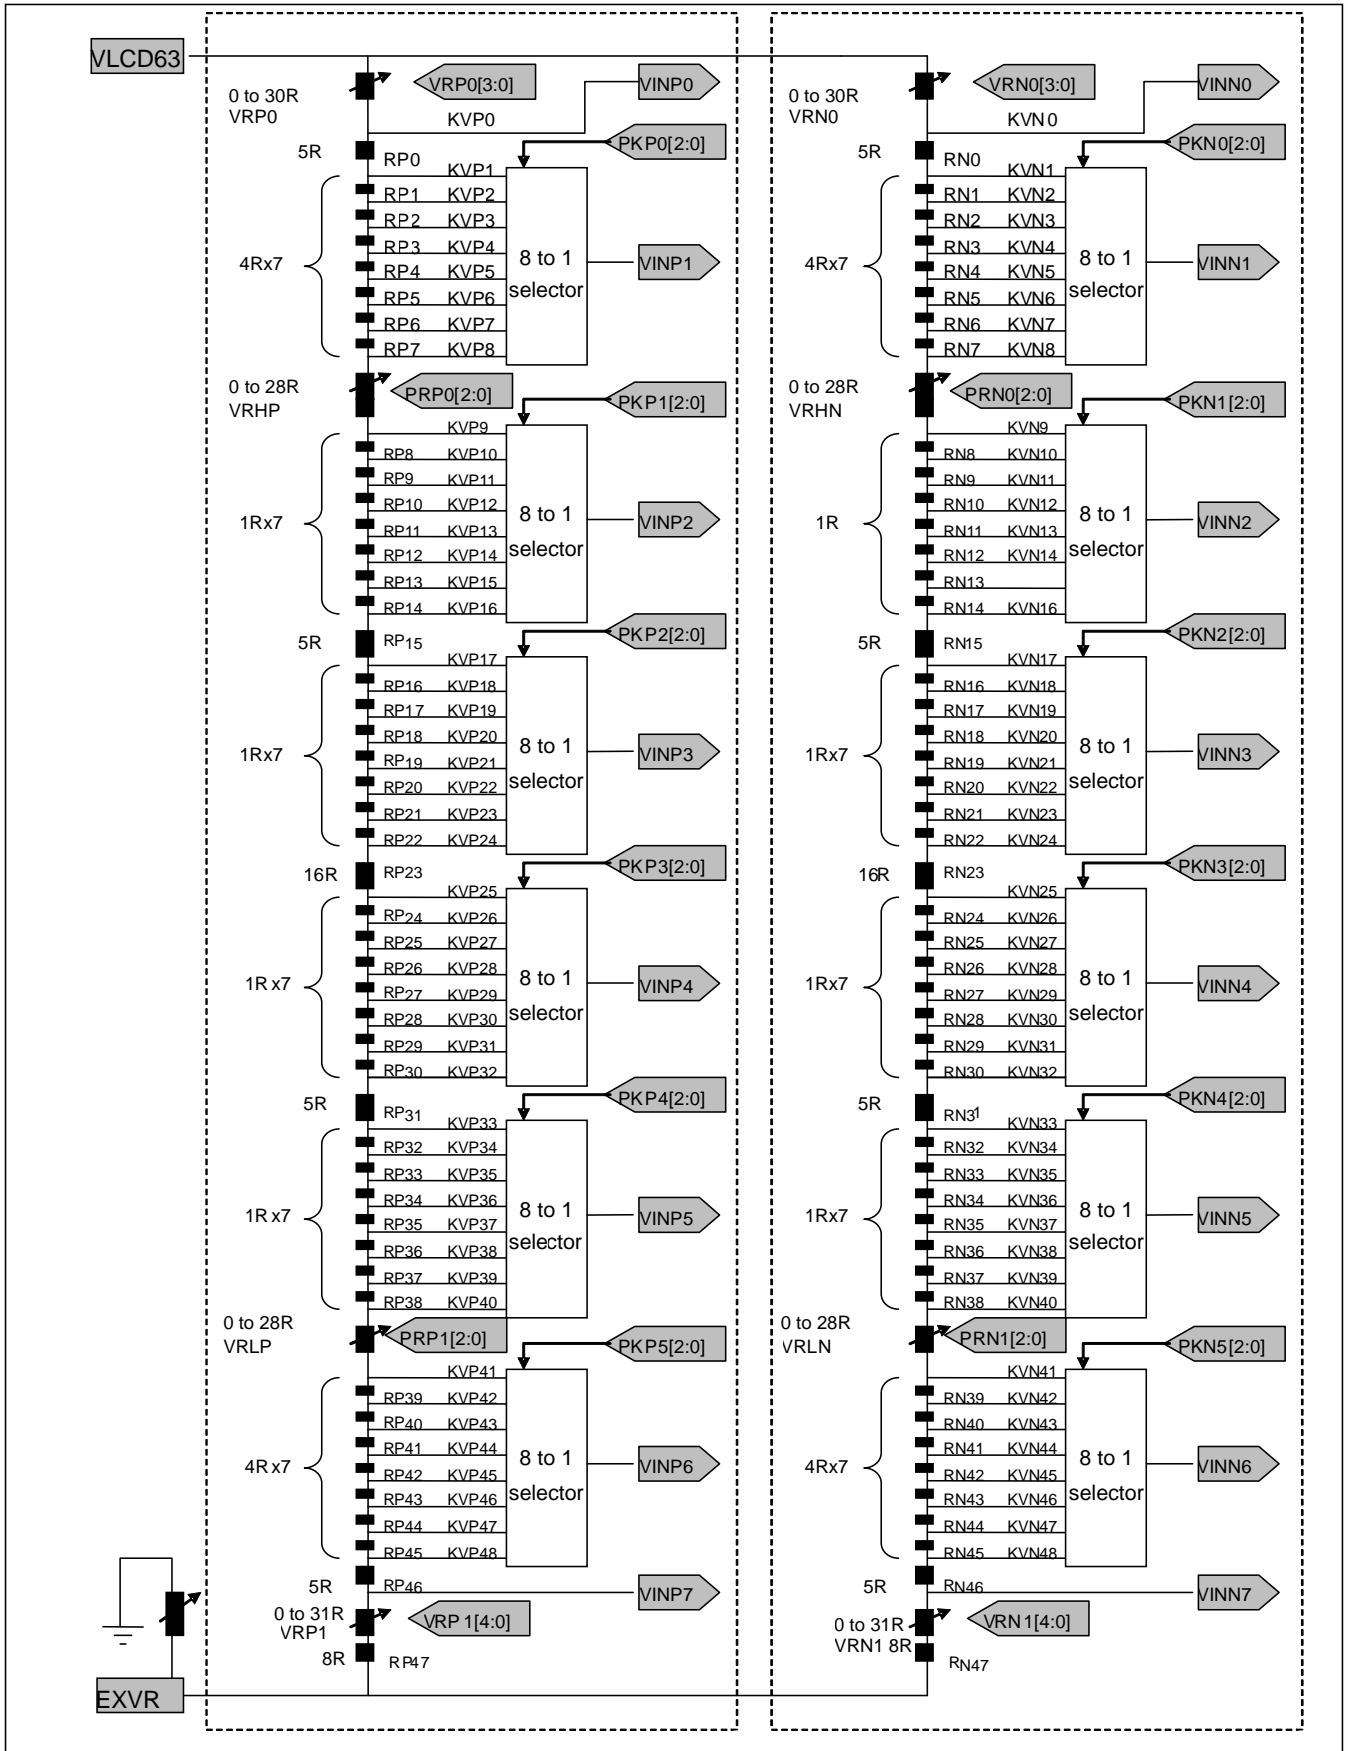 VLCD63
0 to 30R
VRP0
VRP0[3:0]
VINP0
KVP0
PKP0[2:0]
5R
RP0
KVP1
RP1 KVP2
RP2 KVP3
RP3 KVP4
RP4 KVP5
RP5 KVP6
RP6 KVP7
RP7 KVP8
4Rx7
8 to 1
selector
VINP1
0 to 28R
VRHP
PRP0[2:0]
PKP1[2:0]
KVP9
RP8 KVP10
RP9 KVP11
RP10 KVP12
RP11 KVP13
RP12 KVP14
RP13 KVP15
RP14 KVP16
1Rx7
8 to 1
selector
VINP2
5R
RP15
PKP2[2:0]
KVP17
RP16 KVP18
RP17 KVP19
RP18 KVP20
RP19 KVP21
RP20 KVP22
RP21 KVP23
RP22 KVP24
1Rx7
8 to 1
selector
VINP3
16R
RP23
PKP3[2:0]
KVP25
RP24 KVP26
RP25 KVP27
RP26 KVP28
RP27 KVP29
RP28 KVP30
RP29 KVP31
RP30 KVP32
1Rx7
8 to 1
selector
VINP4
5R
RP31
PKP4[2:0]
KVP33
RP32 KVP34
RP33 KVP35
RP34 KVP36
RP35 KVP37
RP36 KVP38
RP37 KVP39
RP38 KVP40
1Rx7
8 to 1
selector
VINP5
0 to 28R
VRLP
PRP1[2:0]
PKP5[2:0]
KVP41
RP39 KVP42
RP40 KVP43
RP41 KVP44
RP42 KVP45
RP43 KVP46
RP44 KVP47
RP45 KVP48
4Rx7
8 to 1
selector
VINP6
5R
RP46
VINP7
0 to 31R
VRP1
VRP1[4:0]
8R
RP47
EXVR
0 to 30R
VRN0
VRN0[3:0]
VINN0
KVN0
PKN0[2:0]
5R
RN0
KVN1
RN1 KVN2
RN2 KVN3
RN3 KVN4
RN4 KVN5
RN5 KVN6
RN6 KVN7
RN7 KVN8
4Rx7
8 to 1
selector
VINN1
0 to 28R
VRHN
PRN0[2:0]
PKN1[2:0]
KVN9
RN8 KVN10
RN9 KVN11
RN10 KVN12
RN11 KVN13
RN12 KVN14
RN13
RN14 KVN16
1R
8 to 1
selector
VINN2
5R
RN15
PKN2[2:0]
KVN17
RN16 KVN18
RN17 KVN19
RN18 KVN20
RN19 KVN21
RN20 KVN22
RN21 KVN23
RN22 KVN24
1Rx7
8 to 1
selector
VINN3
16R
RN23
PKN3[2:0]
KVN25
RN24 KVN26
RN25 KVN27
RN26 KVN28
RN27 KVN29
RN28 KVN30
RN29 KVN31
RN30 KVN32
1Rx7
8 to 1
selector
VINN4
5R
RN31
PKN4[2:0]
KVN33
RN32 KVN34
RN33 KVN35
RN34 KVN36
RN35 KVN37
RN36 KVN38
RN37 KVN39
RN38 KVN40
1Rx7
8 to 1
selector
VINN5
0 to 28R
VRLN
PRN1[2:0]
PKN5[2:0]
KVN41
RN39 KVN42
RN40 KVN43
RN41 KVN44
RN42 KVN45
RN43 KVN46
RN44 KVN47
RN45 KVN48
4Rx7
8 to 1
selector
VINN6
5R
RN46
VINN7
0 to 31R
VRN1 8R
VRN1[4:0]
RN47